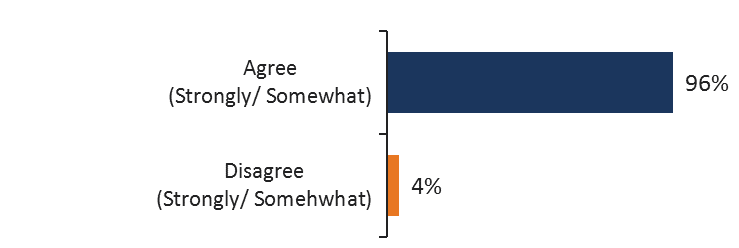 Agree
(Strongly/ Somewhat)
96%
Disagree
(Strongly/ Somehwhat)
4%